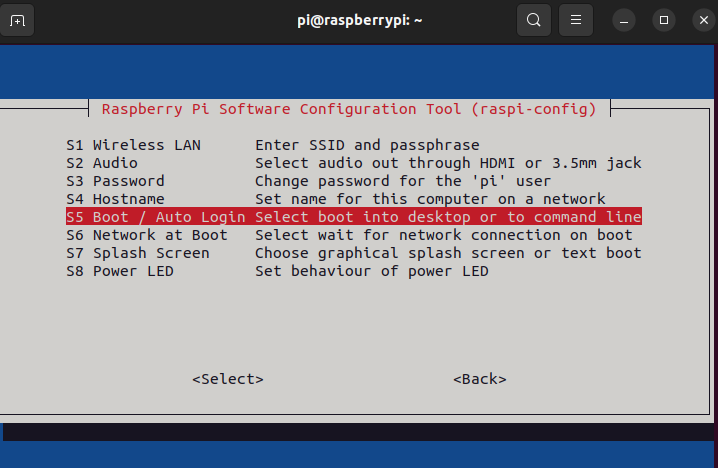 pi@raspberrypi: ~
Raspberry Pi Software Configuration Tool (raspi-config)
S1 Wireless LAN Enter SSID and passphrase
S2 Audio Select audio out through HDMI or 3.5mm jack
S3 Password Change password for the 'pi' user
S4 Hostname Set name for this computer on a network
S5 Boot / Auto Login Select boot into desktop or to command line
S6 Network at Boot Select wait for network connection on boot
S7 Splash Screen Choose graphical splash screen or text boot
S8 Power LED Set behaviour of power LED
<Select> <Back>